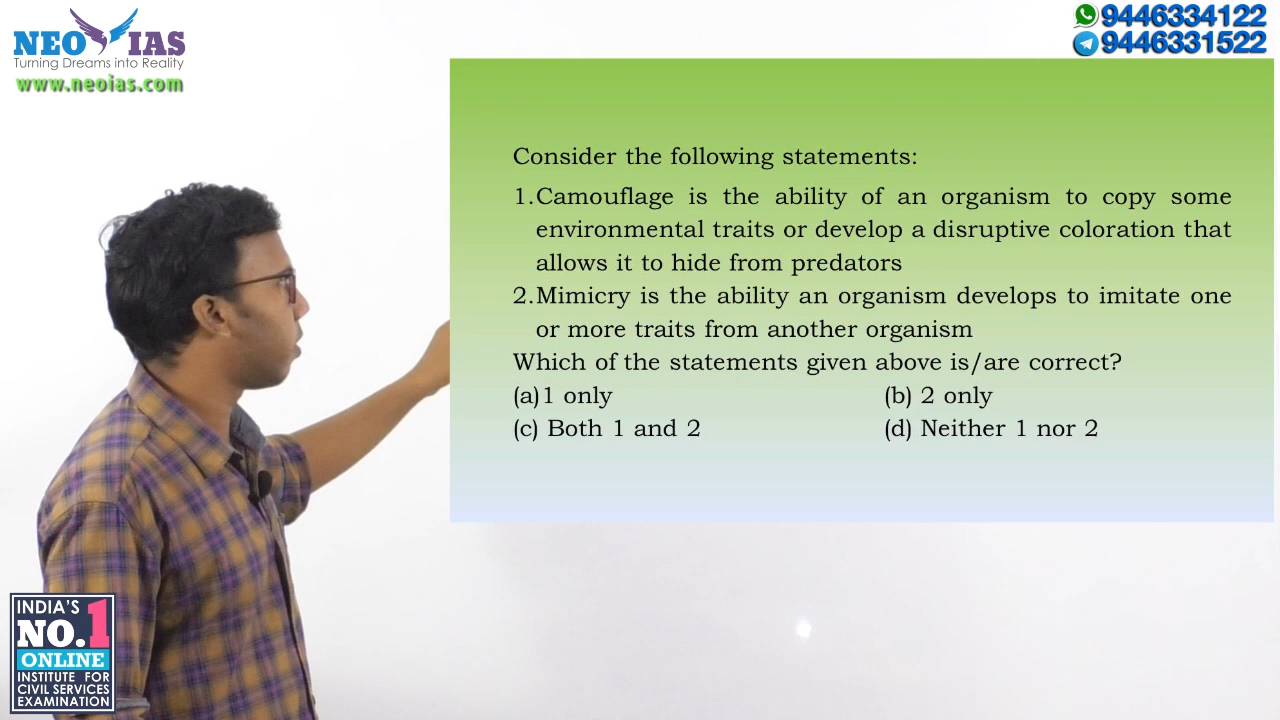 NEO IAS
Turning Dreams into Reality
www.neoias.com
9446334122
9446331522
Consider the following statements:
1.Camouflage is the ability of an organism to copy some
environmental traits or develop a disruptive coloration that
allows it to hide from predators
2.Mimicry is the ability an organism develops to imitate one
or more traits from another organism
Which of the statements given above is/are correct?
(a)1 only (b) 2 only
(c) Both 1 and 2 (d) Neither 1 nor 2
INDIA'S
NO.1
ONLINE
INSTITUTE FOR
CIVIL SERVICES
EXAMINATION